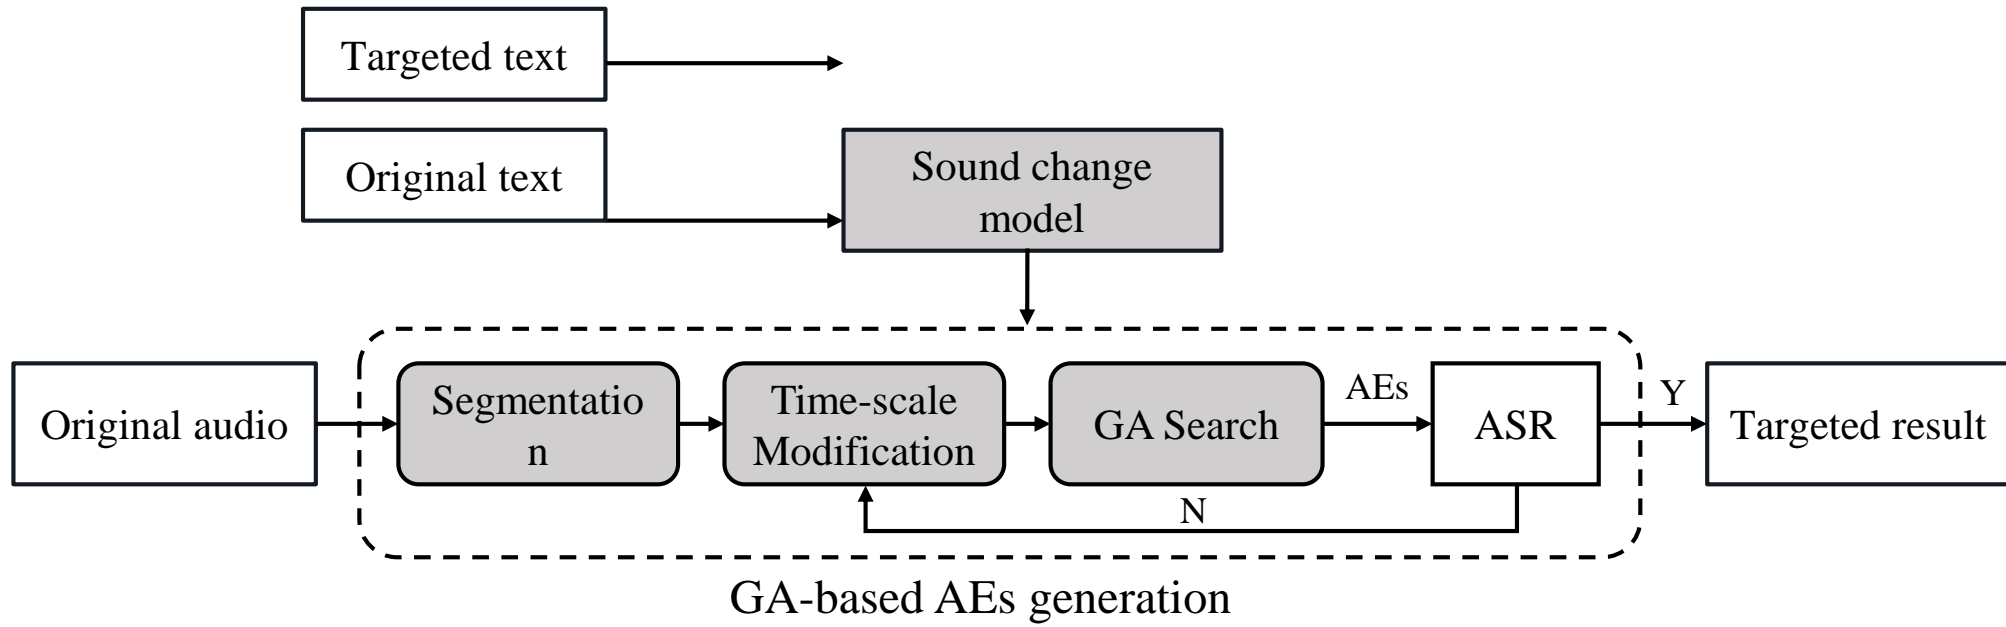 Targeted text
Original text
Sound change
model
Original audio
Segmentatio
n
Time-scale
Modification
GA Search
AEs
ASR
Y
Targeted result
N
GA-based AEs generation